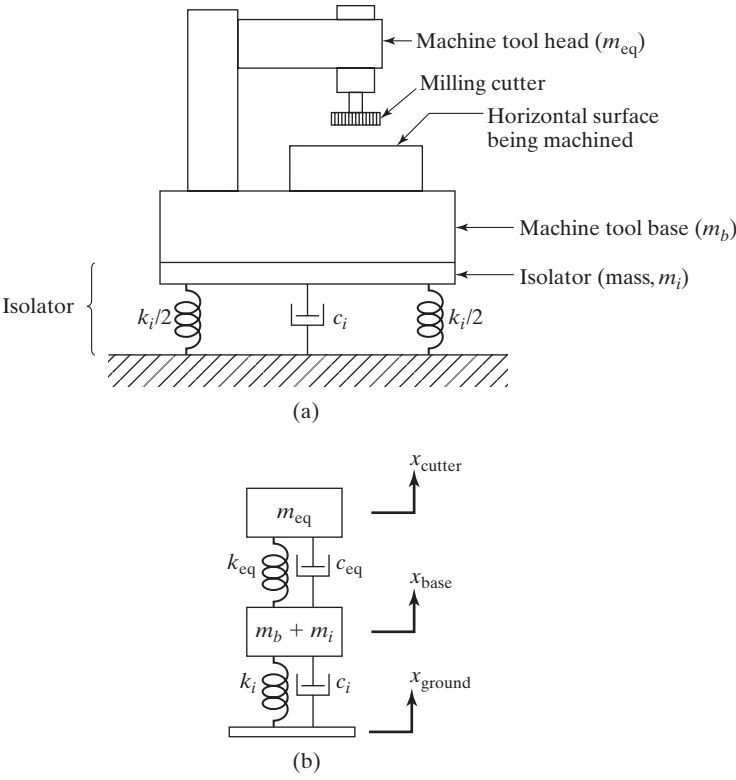 Machine tool head (m_eq)
Milling cutter
Horizontal surface
being machined
Machine tool base (m_b)
Isolator (mass, m_i)
Isolator
k_i/2
c_i
k_i/2
(a)
x_cutter
m_eq
k_eq
c_eq
x_base
m_b + m_i
k_i
c_i
x_ground
(b)